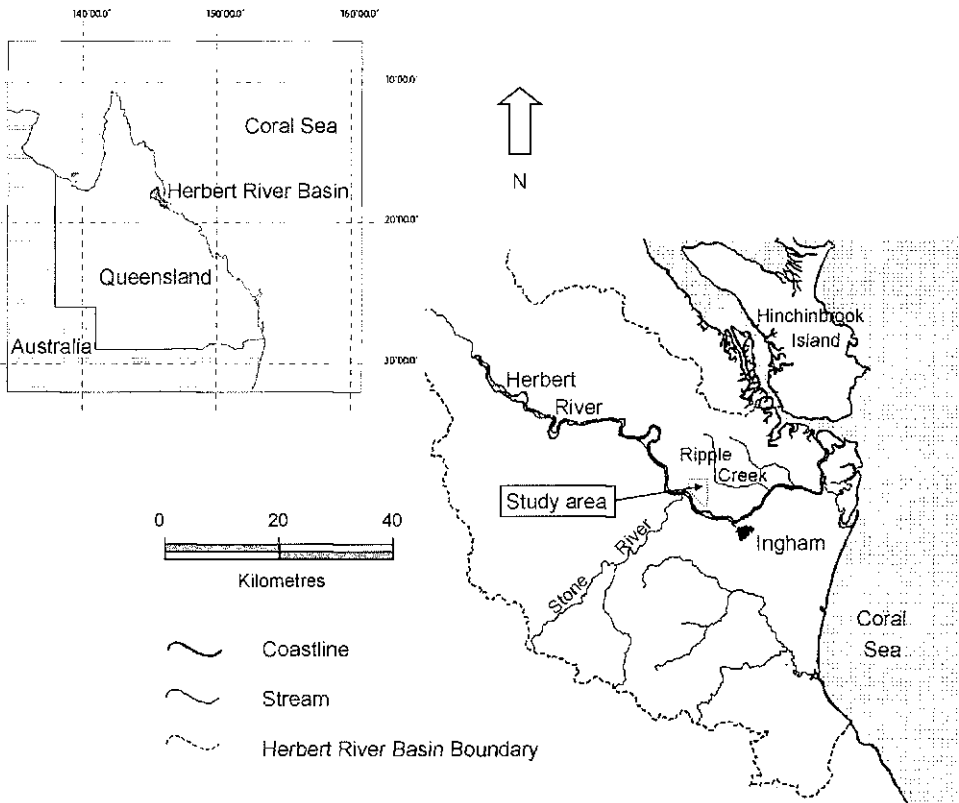 140°00.0'
150°00.0'
160°00.0'
10°00.0'
20°00.0'
30°00.0'
Coral Sea
Herbert River Basin
Queensland
Australia
N
Hinchinbrook
Island
Herbert
River
Ripple
Creek
Study area
Ingham
Stone River
Coral
Sea
0
20
40
Kilometres
Coastline
Stream
Herbert River Basin Boundary